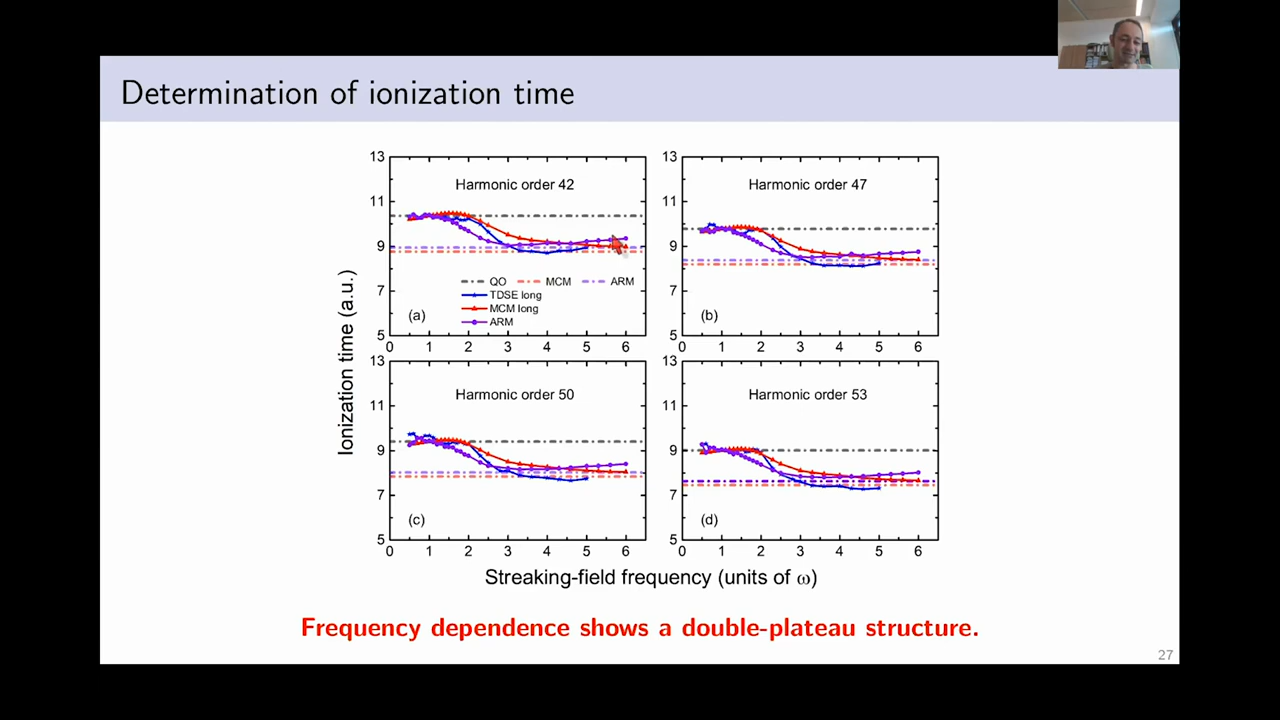 Determination of ionization time
13
11
9
7
5
Harmonic order 42
QO MCM ARM
TDSE long
MCM long
ARM
(a)
0 1 2 3 4 5 6
13
11
9
7
5
Harmonic order 47
(b)
0 1 2 3 4 5 6
Ionization time (a.u.)
13
11
9
7
5
Harmonic order 50
(c)
0 1 2 3 4 5 6
13
11
9
7
5
Harmonic order 53
(d)
0 1 2 3 4 5 6
Streaking-field frequency (units of ω)
Frequency dependence shows a double-plateau structure.
27